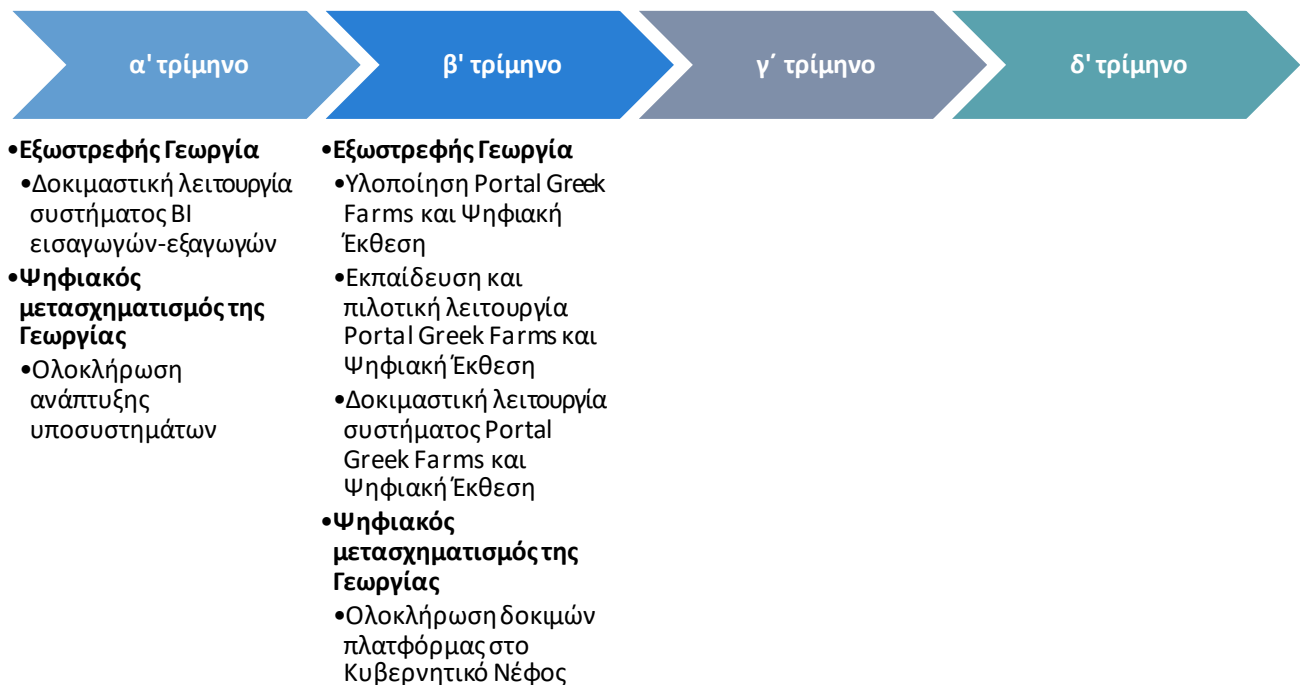 α' τρίμηνο
β' τρίμηνο
γ΄ τρίμηνο
δ' τρίμηνο
•Εξωστρεφής Γεωργία
•Δοκιμαστική λειτουργία
συστήματος BI
εισαγωγών-εξαγωγών
•Ψηφιακός
μετασχηματισμός της
Γεωργίας
•Ολοκλήρωση
ανάπτυξης
υποσυστημάτων
•Εξωστρεφής Γεωργία
•Υλοποίηση Portal Greek
Farms και Ψηφιακή
Έκθεση
•Εκπαίδευση και
πιλοτική λειτουργία
Portal Greek Farms και
Ψηφιακή Έκθεση
•Δοκιμαστική λειτουργία
συστήματος Portal
Greek Farms και
Ψηφιακή Έκθεση
•Ψηφιακός
μετασχηματισμός της
Γεωργίας
•Ολοκλήρωση δοκιμών
πλατφόρμας στο
Κυβερνητικό Νέφος